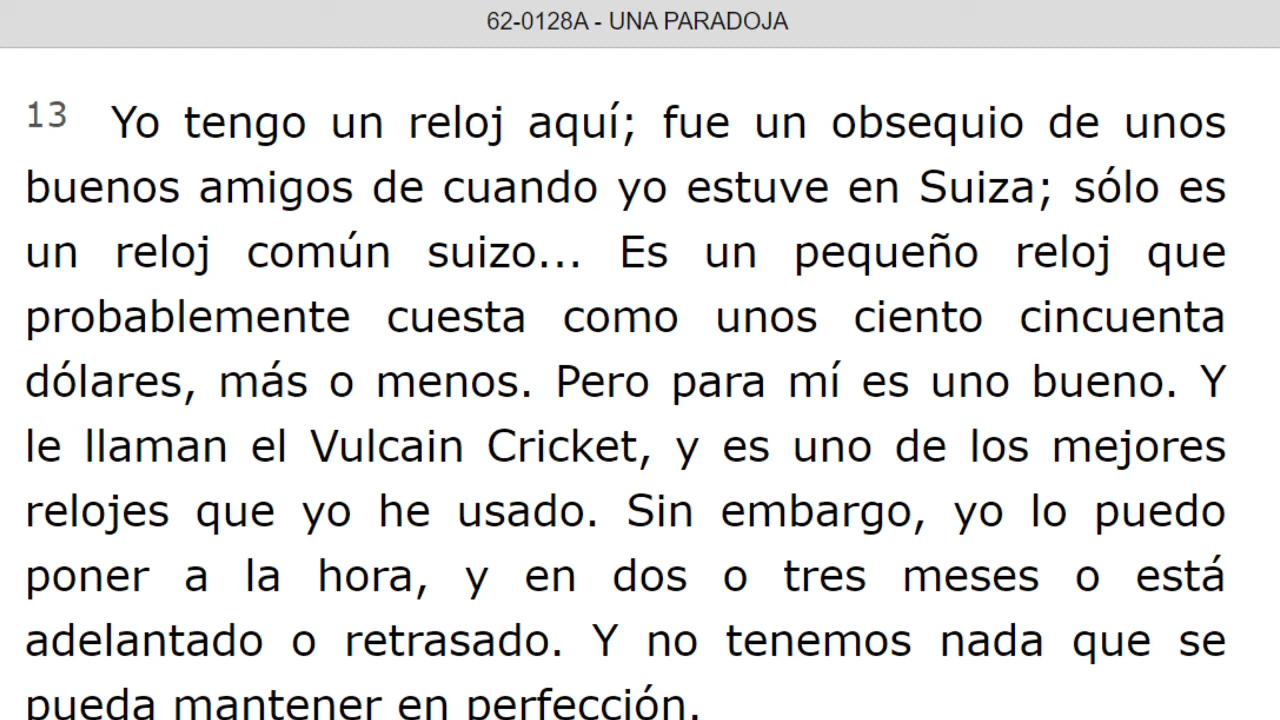 62-0128A - UNA PARADOJA
13 Yo tengo un reloj aquí; fue un obsequio de unos
buenos amigos de cuando yo estuve en Suiza; sólo es
un reloj común suizo... Es un pequeño reloj que
probablemente cuesta como unos ciento cincuenta
dólares, más o menos. Pero para mí es uno bueno. Y
le llaman el Vulcain Cricket, y es uno de los mejores
relojes que yo he usado. Sin embargo, yo lo puedo
poner a la hora, y en dos o tres meses o está
adelantado o retrasado. Y no tenemos nada que se
pueda mantener en perfección.